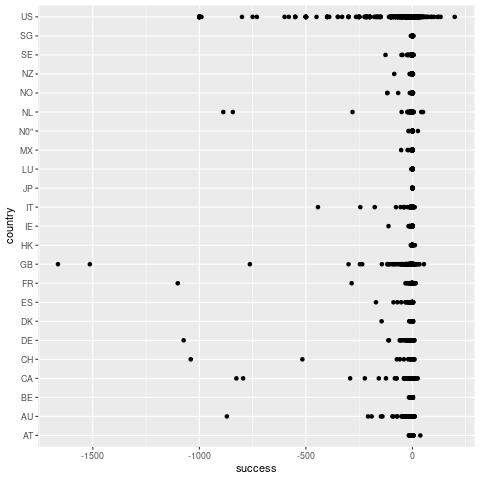 US
SG
SE
NZ
NO
NL
N0"
MX
LU
JP
IT
IE
HK
GB
FR
ES
DK
DE
CH
CA
BE
AU
AT
country
-1500 -1000 -500 0
success